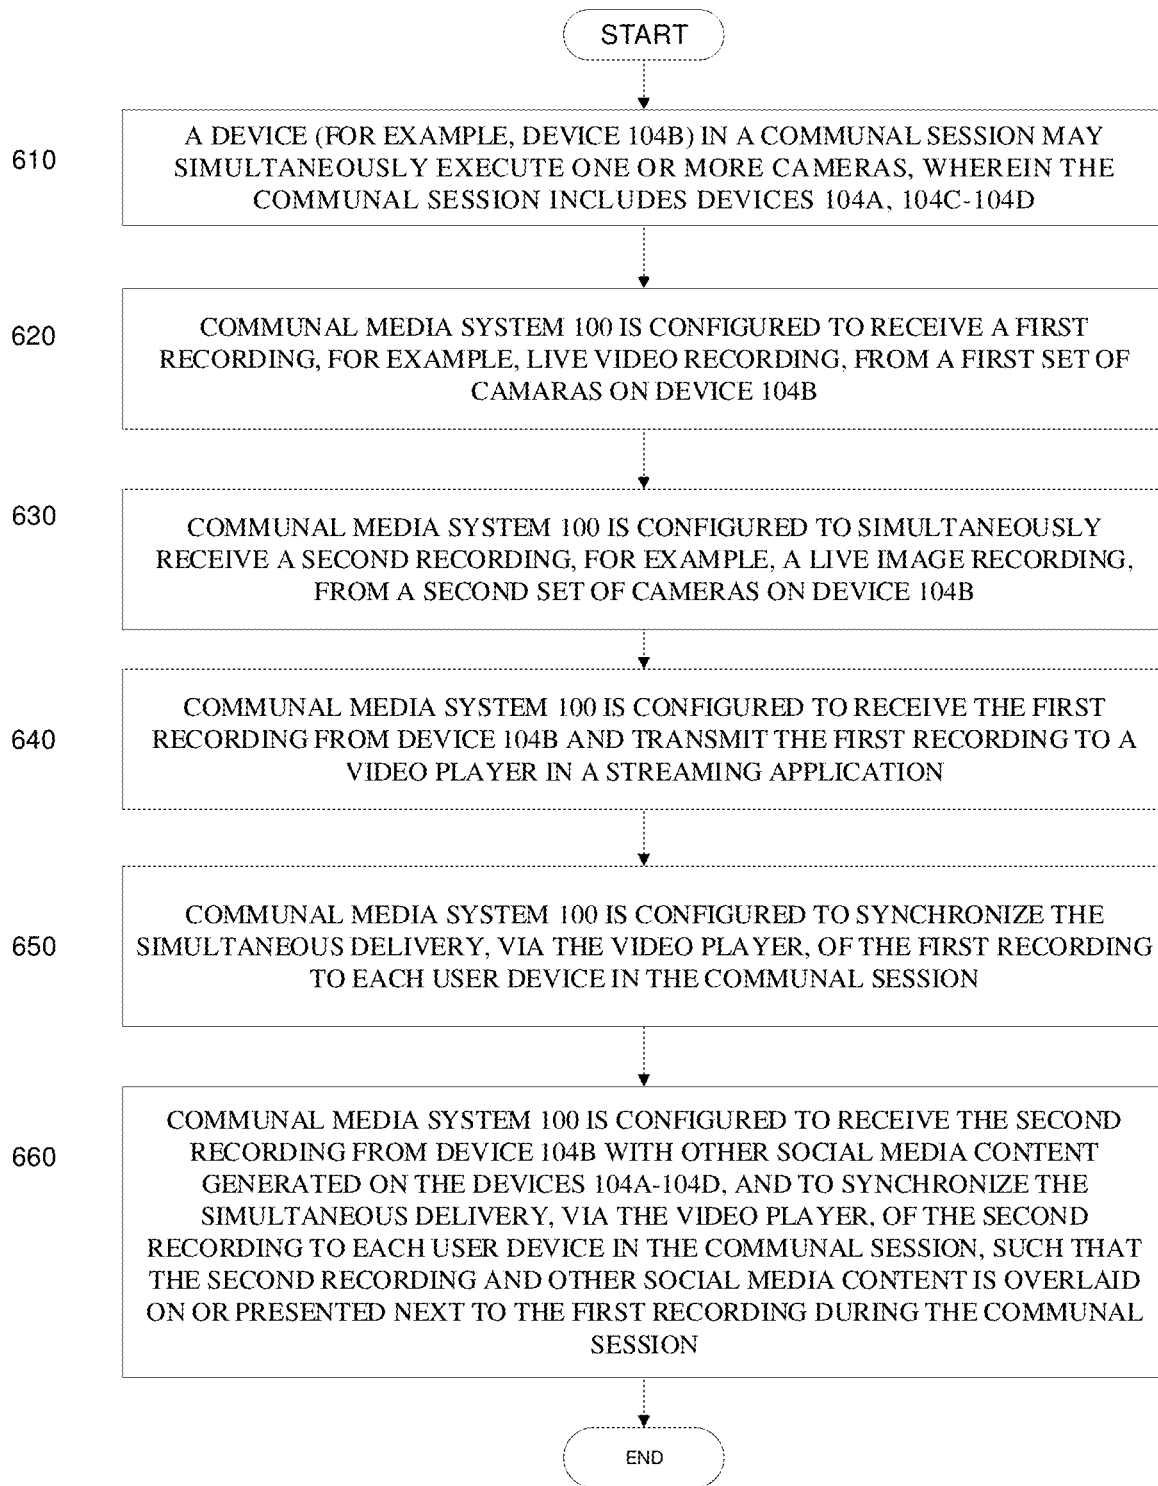 START
610
A DEVICE (FOR EXAMPLE, DEVICE 104B) IN A COMMUNAL SESSION MAY
SIMULTANEOUSLY EXECUTE ONE OR MORE CAMERAS, WHEREIN THE
COMMUNAL SESSION INCLUDES DEVICES 104A, 104C-104D
620
COMMUNAL MEDIA SYSTEM 100 IS CONFIGURED TO RECEIVE A FIRST
RECORDING, FOR EXAMPLE, LIVE VIDEO RECORDING, FROM A FIRST SET OF
CAMARAS ON DEVICE 104B
630
COMMUNAL MEDIA SYSTEM 100 IS CONFIGURED TO SIMULTANEOUSLY
RECEIVE A SECOND RECORDING, FOR EXAMPLE, A LIVE IMAGE RECORDING,
FROM A SECOND SET OF CAMERAS ON DEVICE 104B
640
COMMUNAL MEDIA SYSTEM 100 IS CONFIGURED TO RECEIVE THE FIRST
RECORDING FROM DEVICE 104B AND TRANSMIT THE FIRST RECORDING TO A
VIDEO PLAYER IN A STREAMING APPLICATION
650
COMMUNAL MEDIA SYSTEM 100 IS CONFIGURED TO SYNCHRONIZE THE
SIMULTANEOUS DELIVERY, VIA THE VIDEO PLAYER, OF THE FIRST RECORDING
TO EACH USER DEVICE IN THE COMMUNAL SESSION
660
COMMUNAL MEDIA SYSTEM 100 IS CONFIGURED TO RECEIVE THE SECOND
RECORDING FROM DEVICE 104B WITH OTHER SOCIAL MEDIA CONTENT
GENERATED ON THE DEVICES 104A-104D, AND TO SYNCHRONIZE THE
SIMULTANEOUS DELIVERY, VIA THE VIDEO PLAYER, OF THE SECOND
RECORDING TO EACH USER DEVICE IN THE COMMUNAL SESSION, SUCH THAT
THE SECOND RECORDING AND OTHER SOCIAL MEDIA CONTENT IS OVERLAID
ON OR PRESENTED NEXT TO THE FIRST RECORDING DURING THE COMMUNAL
SESSION
END